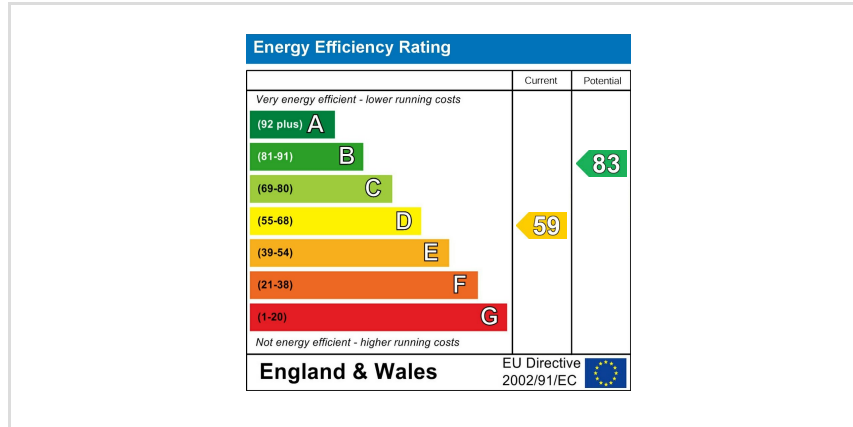 Energy Efficiency Rating
Current Potential
Very energy efficient - lower running costs
(92 plus) A
(81-91) B
83
(69-80) C
(55-68) D
59
(39-54) E
(21-38) F
(1-20) G
Not energy efficient - higher running costs
England & Wales
EU Directive
2002/91/EC